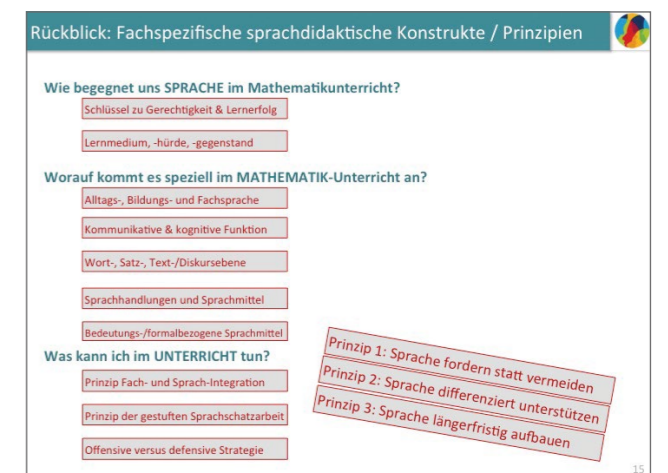 Rückblick: Fachspezifische sprachdidaktische Konstrukte / Prinzipien
Wie begegnet uns SPRACHE im Mathematikunterricht?
Schlüssel zu Gerechtigkeit & Lernerfolg
Lernmedium, -hürde, -gegenstand
Worauf kommt es speziell im MATHEMATIK-Unterricht an?
Alltags-, Bildungs- und Fachsprache
Kommunikative & kognitive Funktion
Wort-, Satz-, Text-/Diskursebene
Sprachhandlungen und Sprachmittel
Bedeutungs-/formalbezogene Sprachmittel
Was kann ich im UNTERRICHT tun?
Prinzip Fach- und Sprach-Integration
Prinzip der gestuften Sprachschatzarbeit
Offensive versus defensive Strategie
Prinzip 1: Sprache fordern statt vermeiden
Prinzip 2: Sprache differenziert unterstützen
Prinzip 3: Sprache längerfristig aufbauen
15